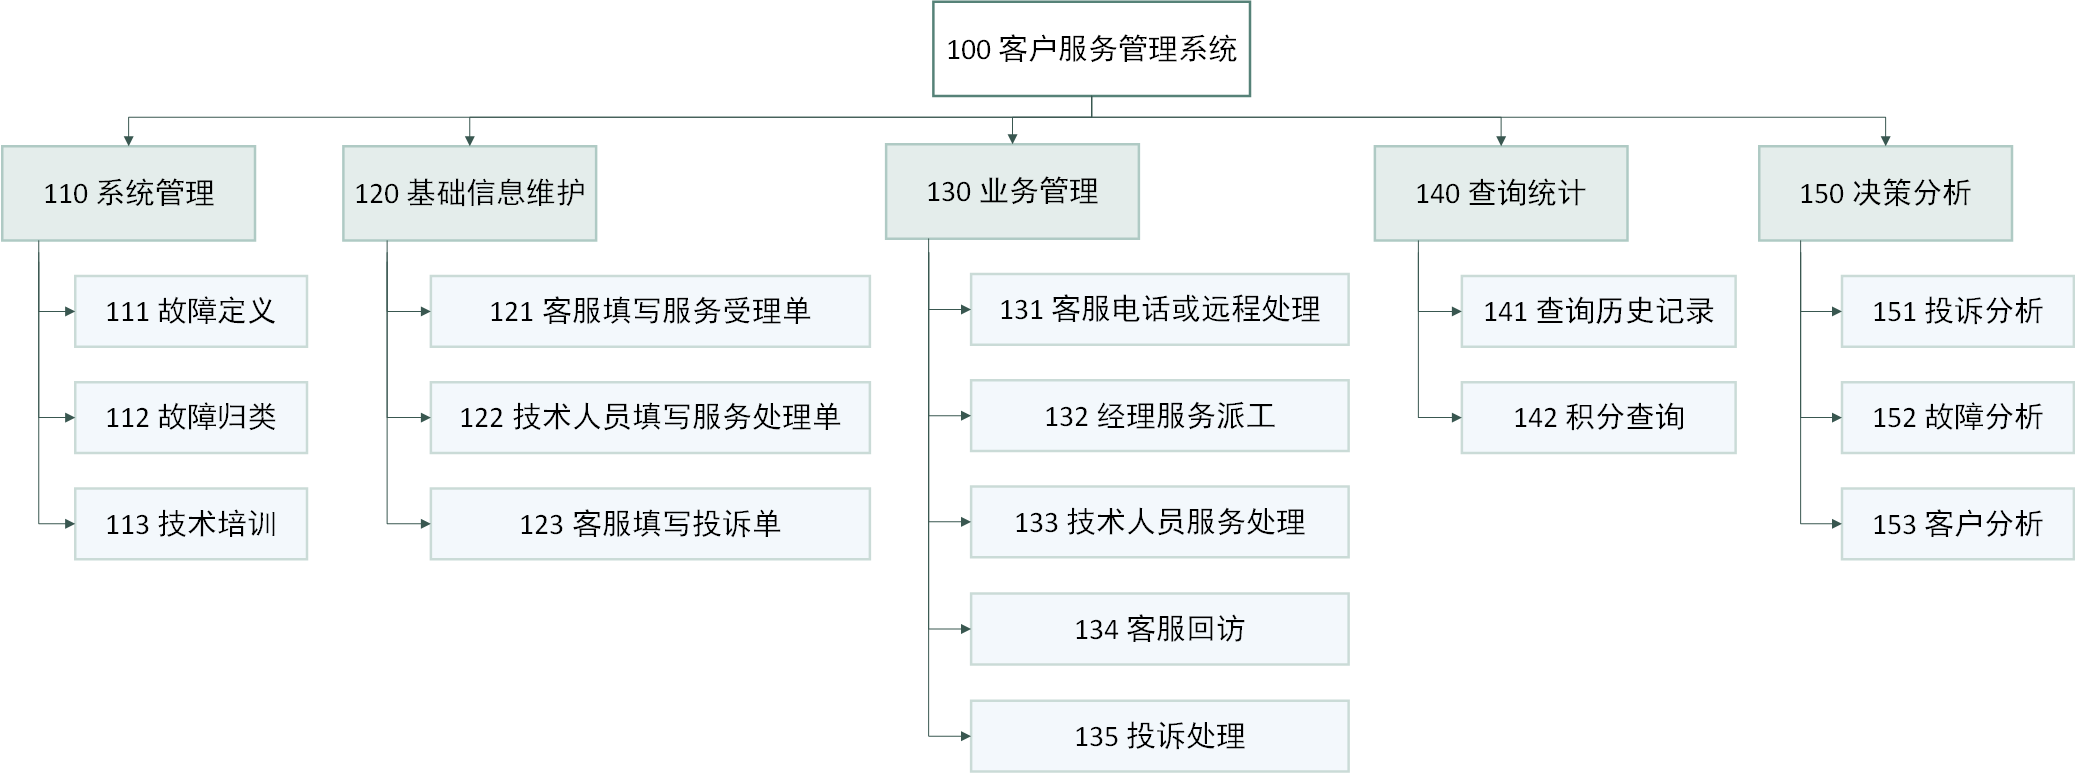 100 客户服务管理系统
110 系统管理
111 故障定义
112 故障归类
113 技术培训
120 基础信息维护
121 客服填写服务受理单
122 技术人员填写服务处理单
123 客服填写投诉单
130 业务管理
131 客服电话或远程处理
132 经理服务派工
133 技术人员服务处理
134 客服回访
135 投诉处理
140 查询统计
141 查询历史记录
142 积分查询
150 决策分析
151 投诉分析
152 故障分析
153 客户分析